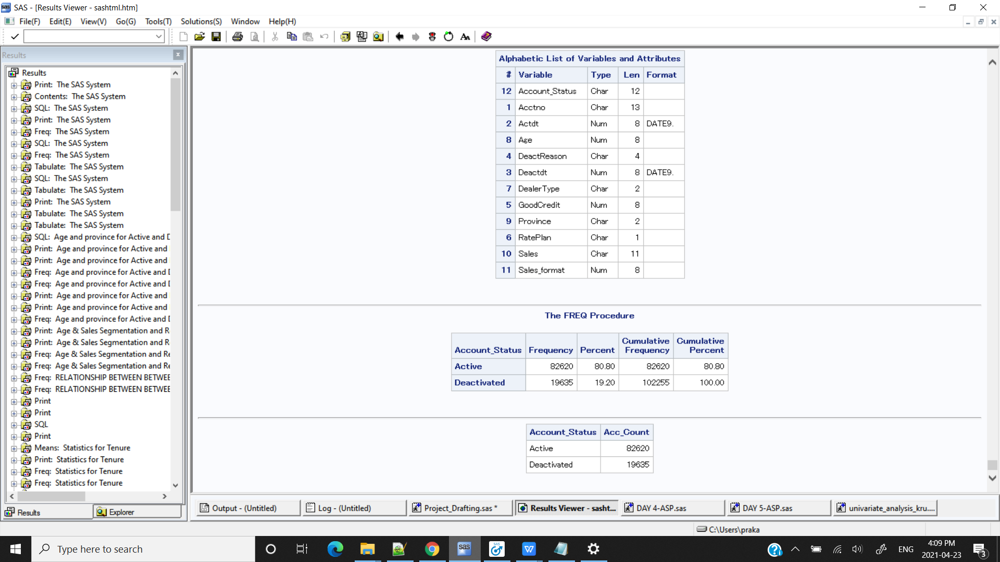 SAS - [Results Viewer - sashtml.htm]
File(F) Edit(E) View(V) Go(G) Tools(T) Solutions(S) Window Help(H)
Results
Results
Print: The SAS System
Contents: The SAS System
SQL: The SAS System
Print: The SAS System
Freq: The SAS System
SQL: The SAS System
Freq: The SAS System
Tabulate: The SAS System
SQL: The SAS System
Tabulate: The SAS System
Print: The SAS System
Tabulate: The SAS System
Tabulate: The SAS System
SQL: Age and province for Active and D
Print: Age and province for Active and
Print: Age and province for Active and
Freq: Age and province for Active and D
Freq: Age and province for Active and D
Print: Age and province for Active and
Print: Age and province for Active and
Freq: Age and province for Active and D
Print: Age & Sales Segmentation and R
Print: Age & Sales Segmentation and R
Freq: Age & Sales Segmentation and Re
Freq: Age & Sales Segmentation and Re
Freq: RELATIONSHIP BETWEEN BETWEE
Freq: RELATIONSHIP BETWEEN BETWEE
Print
Print
SQL
Print
Means: Statistics for Tenure
Print: Statistics for Tenure
Freq: Statistics for Tenure
Freq: Statistics for Tenure
Results Explorer
Alphabetic List of Variables and Attributes
# Variable Type Len Format
12 Account_Status Char 12
1 Acctno Char 13
2 Actdt Num 8 DATE9.
8 Age Num 8
4 DeactReason Char 4
3 Deactdt Num 8 DATE9.
7 DealerType Char 2
5 GoodCredit Num 8
9 Province Char 2
6 RatePlan Char 1
10 Sales Char 11
11 Sales_format Num 8
The FREQ Procedure
Account_Status Frequency Percent Cumulative Frequency Cumulative Percent
Active 82620 80.80 82620 80.80
Deactivated 19635 19.20 102255 100.00
Account_Status Acc_Count
Active 82620
Deactivated 19635
Output - (Untitled) Log - (Untitled) Project_Drafting.sas * Results Viewer - sasht... DAY 4-ASP.sas DAY 5-ASP.sas univariate_analysis_kru....
C:\Users\praka
Type here to search
sas
SAS
W
ENG
4:09 PM
2021-04-23
3